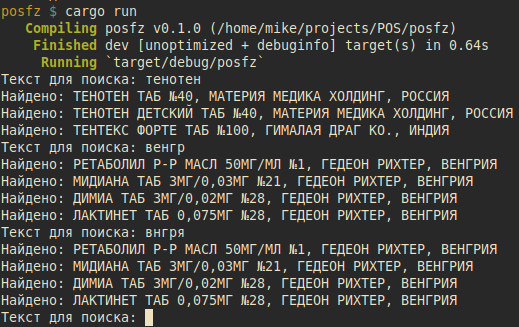 posfz $ cargo run
Compiling posfz v0.1.0 (/home/mike/projects/POS/posfz)
Finished dev [unoptimized + debuginfo] target(s) in 0.64s
Running `target/debug/posfz`
Текст для поиска: тенотен
Найдено: ТЕНОТЕН ТАБ №40, МАТЕРИЯ МЕДИКА ХОЛДИНГ, РОССИЯ
Найдено: ТЕНОТЕН ДЕТСКИЙ ТАБ №40, МАТЕРИЯ МЕДИКА ХОЛДИНГ, РОССИЯ
Найдено: ТЕНТЕКС ФОРТЕ ТАБ №100, ГИМАЛАЯ ДРАГ КО., ИНДИЯ
Текст для поиска: венгр
Найдено: РЕТАБОЛИЛ Р-Р МАСЛ 50МГ/МЛ №1, ГЕДЕОН РИХТЕР, ВЕНГРИЯ
Найдено: МИДИАНА ТАБ 3МГ/0,03МГ №21, ГЕДЕОН РИХТЕР, ВЕНГРИЯ
Найдено: ДИМИА ТАБ 3МГ/0,02МГ №28, ГЕДЕОН РИХТЕР, ВЕНГРИЯ
Найдено: ЛАКТИНЕТ ТАБ 0,075МГ №28, ГЕДЕОН РИХТЕР, ВЕНГРИЯ
Текст для поиска: внгря
Найдено: РЕТАБОЛИЛ Р-Р МАСЛ 50МГ/МЛ №1, ГЕДЕОН РИХТЕР, ВЕНГРИЯ
Найдено: МИДИАНА ТАБ 3МГ/0,03МГ №21, ГЕДЕОН РИХТЕР, ВЕНГРИЯ
Найдено: ДИМИА ТАБ 3МГ/0,02МГ №28, ГЕДЕОН РИХТЕР, ВЕНГРИЯ
Найдено: ЛАКТИНЕТ ТАБ 0,075МГ №28, ГЕДЕОН РИХТЕР, ВЕНГРИЯ
Текст для поиска: